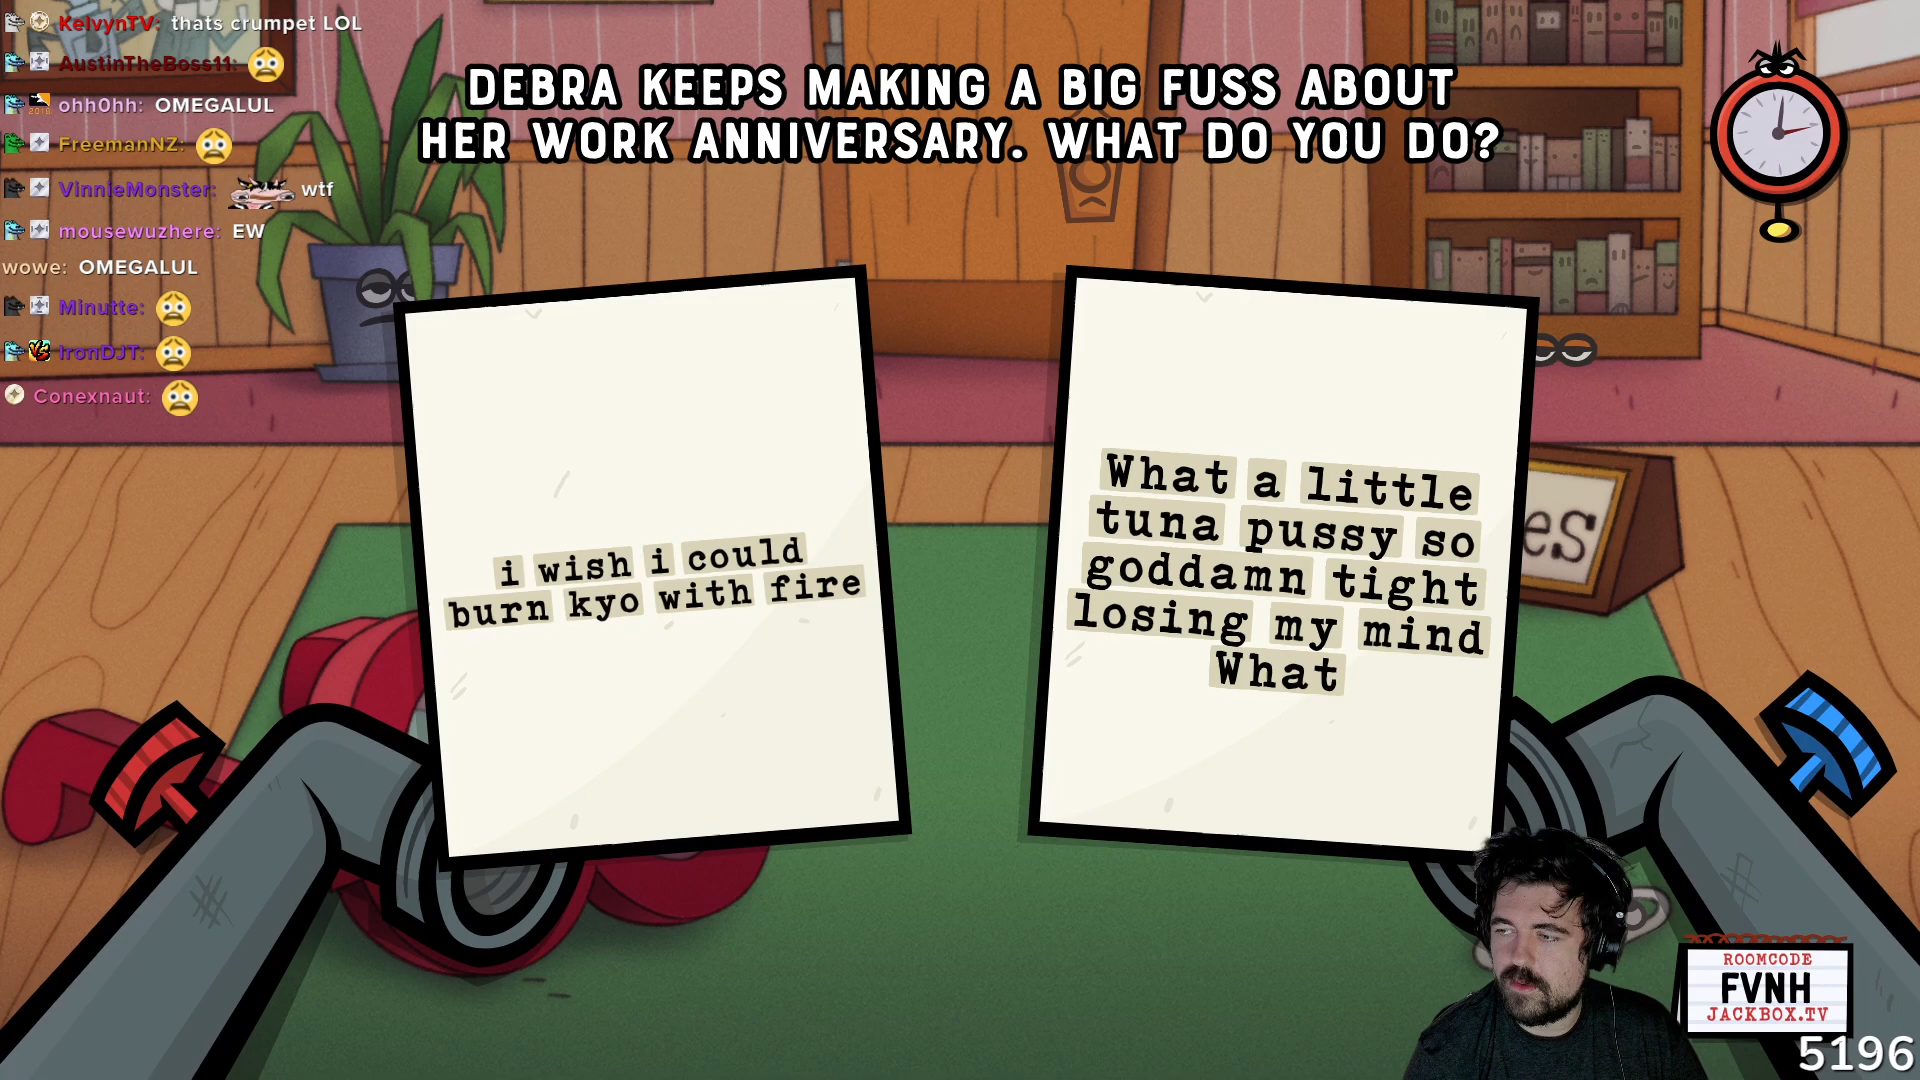 KelvynTV: thats crumpet LOL
AustinTheBoss11:
ohh0hh: OMEGALUL
FreemanNZ:
VinnieMonster: wtf
mousewuzhere: EW
wowe: OMEGALUL
Minutte:
IronDJT:
Conexnaut:
DEBRA KEEPS MAKING A BIG FUSS ABOUT
HER WORK ANNIVERSARY. WHAT DO YOU DO?
i wish i could
burn kyo with fire
What a little
tuna pussy so
goddamn tight
losing my mind
What
ROOMCODE
FVNH
JACKBOX.TV
5196